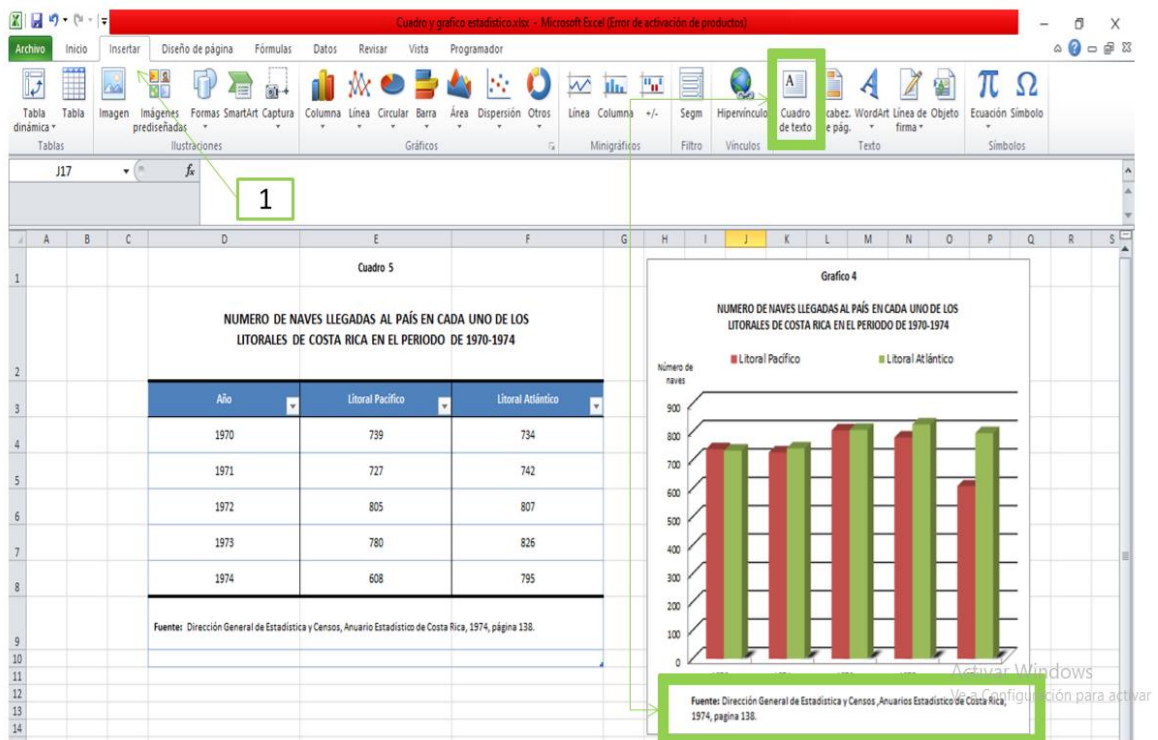 Cuadro y grafico estadistico.xlsx - Microsoft Excel (Error de activación de productos)
Archivo Inicio Insertar Diseño de página Fórmulas Datos Revisar Vista Programador
Tabla dinámica Tabla Imagen Imágenes prediseñadas Formas SmartArt Captura Columna Línea Circular Barra Área Dispersión Otros Línea Columna +/- Segm Hipervínculo Cuadro de texto cabez. e pág. WordArt Línea de firma Objeto Ecuación Símbolo
Tablas Ilustraciones Gráficos Minigráficos Filtro Vínculos Texto Símbolos
J17 fx
1
A B C D E F G H I J K L M N O P Q R S
1
2
3
4
5
6
7
8
9
10
11
12
13
14
Cuadro 5
NUMERO DE NAVES LLEGADAS AL PAÍS EN CADA UNO DE LOS
LITORALES DE COSTA RICA EN EL PERIODO DE 1970-1974
Año Litoral Pacífico Litoral Atlántico
1970 739 734
1971 727 742
1972 805 807
1973 780 826
1974 608 795
Fuente: Dirección General de Estadistica y Censos, Anuario Estadístico de Costa Rica, 1974, página 138.
Grafico 4
NUMERO DE NAVES LLEGADAS AL PAÍS EN CADA UNO DE LOS
LITORALES DE COSTA RICA EN EL PERIODO DE 1970-1974
Litoral Pacífico Litoral Atlántico
Número de
naves
900
800
700
600
500
400
300
200
100
0
Fuente: Dirección General de Estadistica y Censos ,Anuarios Estadistico de Costa Rica,
1974, pagina 138.
Activar Windows
Ve a Configuración para activar